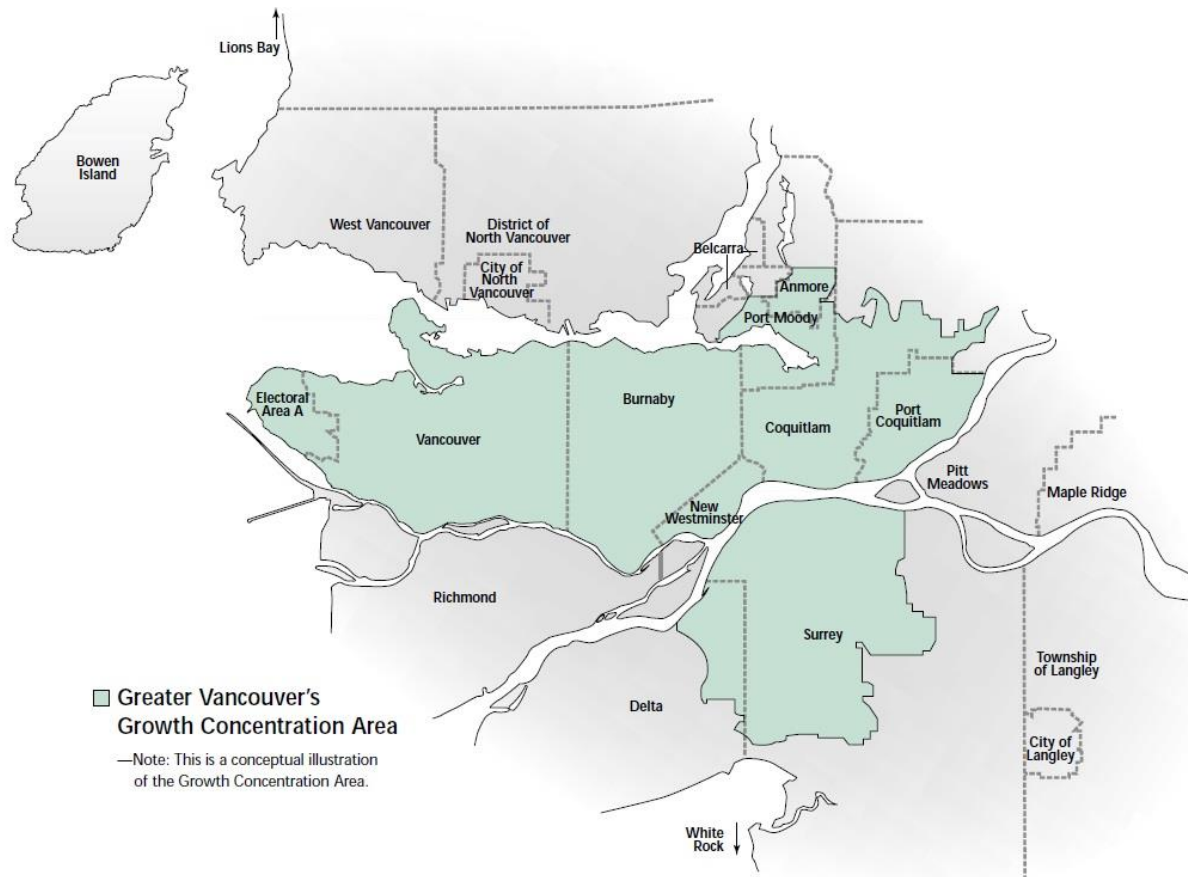 Lions Bay
Bowen
Island
West Vancouver
District of
North Vancouver
City of
North
Vancouver
Belcarra
Anmore
Port Moody
Electoral
Area A
Vancouver
Burnaby
Coquitlam
Port
Coquitlam
New
Westminster
Pitt
Meadows
Maple Ridge
Richmond
Surrey
Delta
Township
of Langley
City of
Langley
White
Rock
Greater Vancouver’s
Growth Concentration Area
—Note: This is a conceptual illustration
of the Growth Concentration Area.